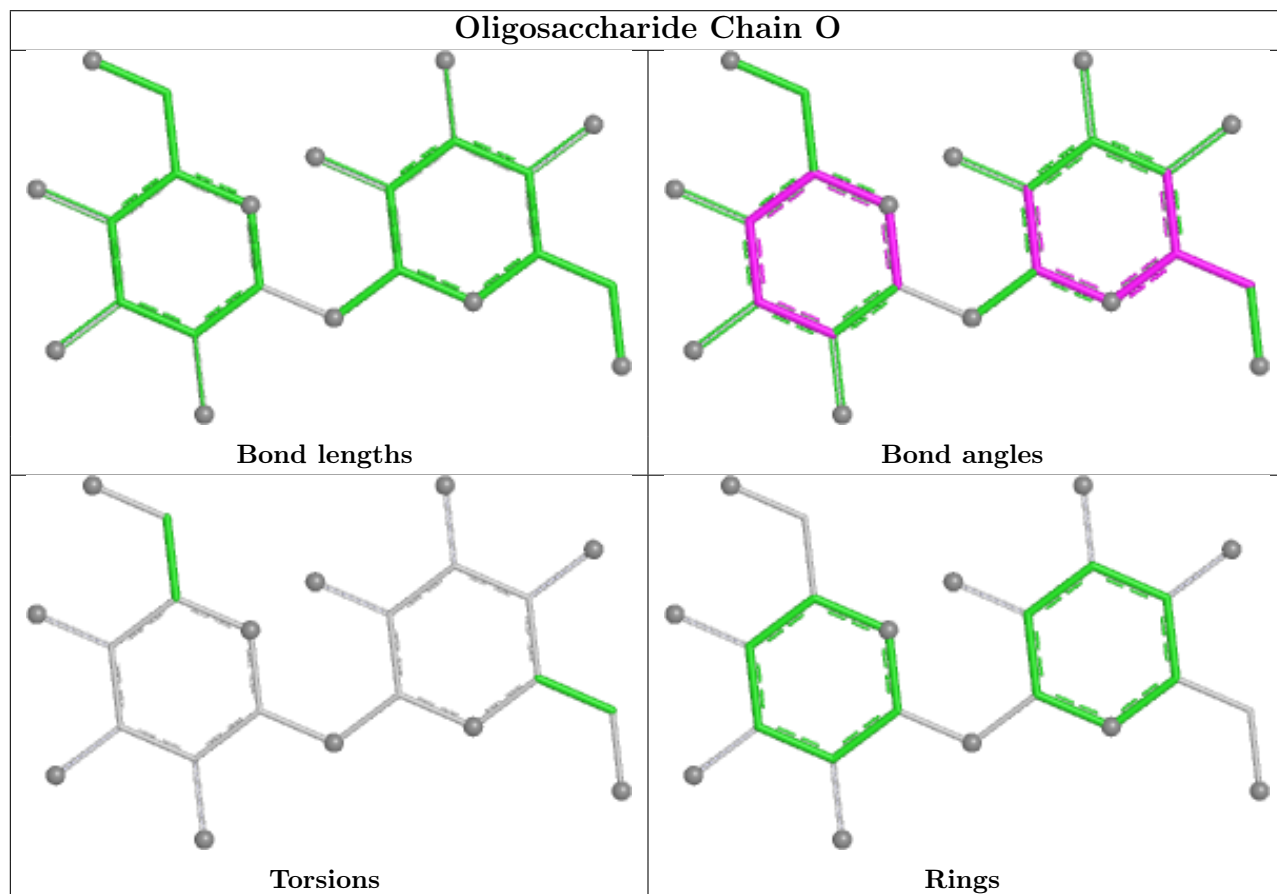 Oligosaccharide Chain O
Bond lengths
Bond angles
Torsions
Rings